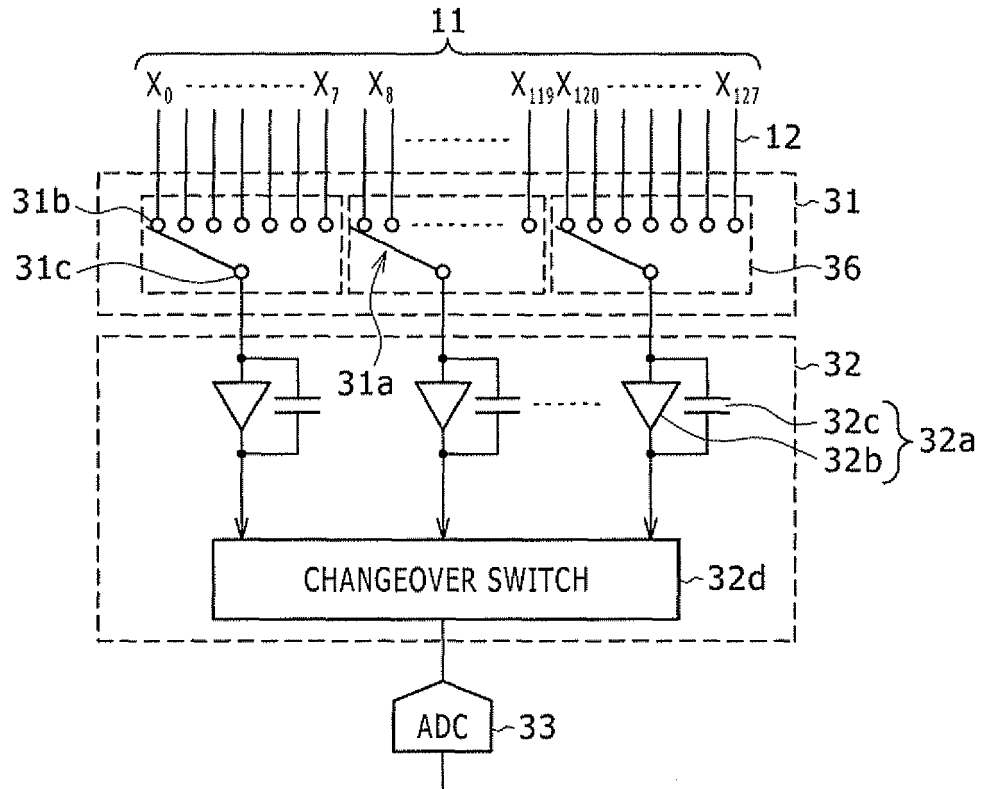 11
X0 X7 X8 X119 X120 X127
12
31b
31
31c
36
31a
32
32c
32b
32a
CHANGEOVER SWITCH
32d
ADC
33